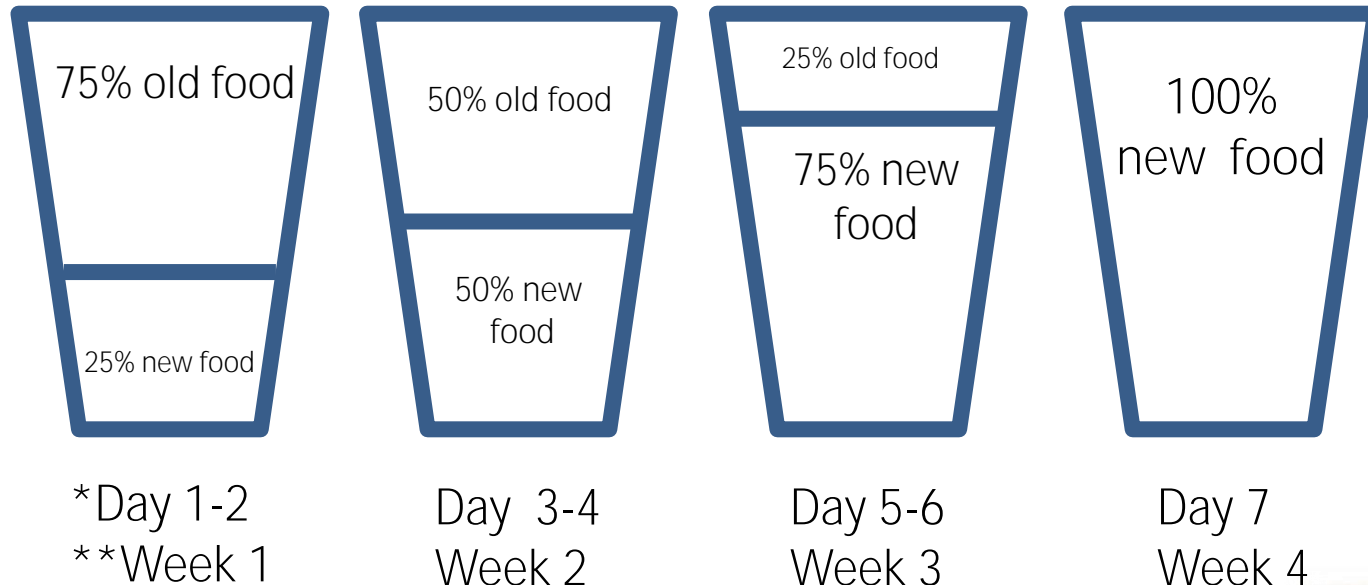 75% old food
25% new food
*Day 1-2
**Week 1
50% old food
50% new
food
Day 3-4
Week 2
25% old food
75% new
food
Day 5-6
Week 3
100%
new food
Day 7
Week 4